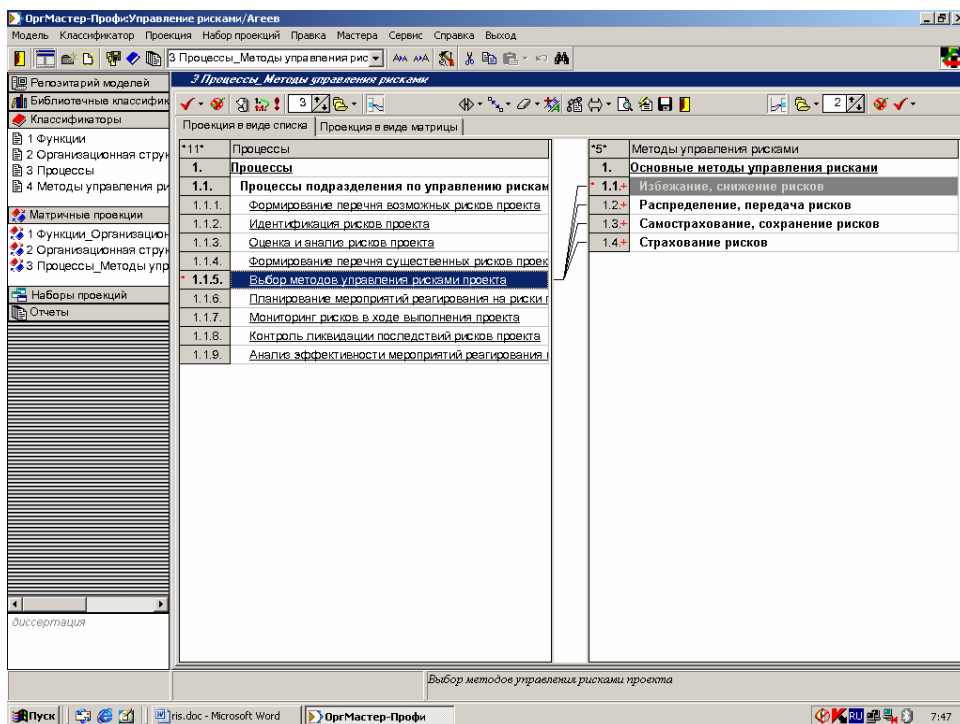 ОргМастер-Профи:Управление рисками/Агеев
Модель Классификатор Проекция Набор проекций Правка Мастера Сервис Справка Выход
3 Процессы_Методы управления рис
Репозитарий моделей
Библиотечные классифик
Классификаторы
1 Функции
2 Организационная струк
3 Процессы
4 Методы управления ри
Матричные проекции
1 Функции_Организацион
2 Организационная струк
3 Процессы_Методы упр
Наборы проекций
Отчеты
диссертация
3 Процессы_Методы управления рисками
3
2
Проекция в виде списка Проекция в виде матрицы
*11* Процессы
1. Процессы
1.1. Процессы подразделения по управлению рискам
1.1.1. Формирование перечня возможных рисков проекта
1.1.2. Идентификация рисков проекта
1.1.3. Оценка и анализ рисков проекта
1.1.4. Формирование перечня существенных рисков проек
* 1.1.5. Выбор методов управления рисками проекта
1.1.6. Планирование мероприятий реагирования на риски п
1.1.7. Мониторинг рисков в ходе выполнения проекта
1.1.8. Контроль ликвидации последствий рисков проекта
1.1.9. Анализ эффективности мероприятий реагирования
*5* Методы управления рисками
1. Основные методы управления рисками
* 1.1.+ Избежание, снижение рисков
1.2.+ Распределение, передача рисков
1.3.+ Самострахование, сохранение рисков
1.4.+ Страхование рисков
Выбор методов управления рисками проекта
Пуск
ris.doc - Microsoft Word
ОргМастер-Профи
RU
7:47